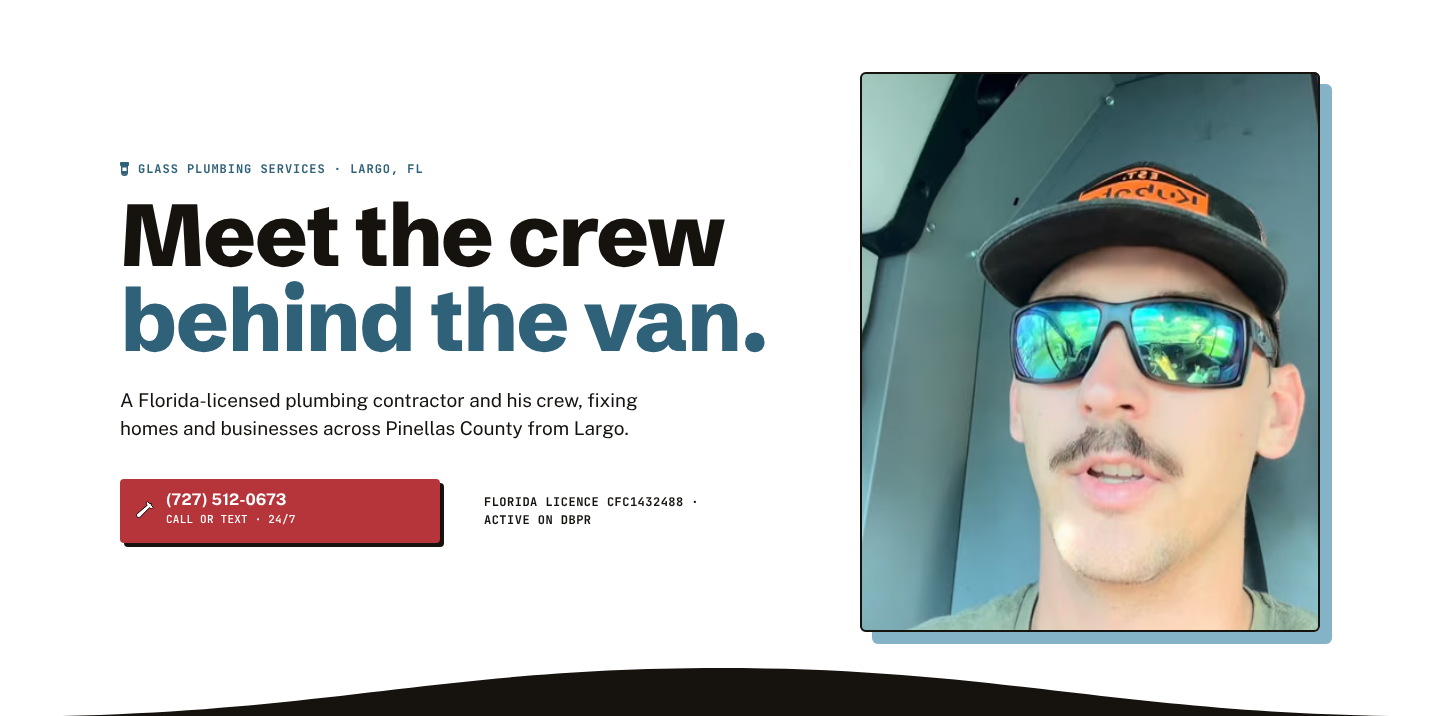 GLASS PLUMBING SERVICES · LARGO, FL
Meet the crew
behind the van.
A Florida-licensed plumbing contractor and his crew, fixing
homes and businesses across Pinellas County from Largo.
(727) 512-0673
CALL OR TEXT · 24/7
FLORIDA LICENCE CFC1432488 ·
ACTIVE ON DBPR
EST.
Kubota